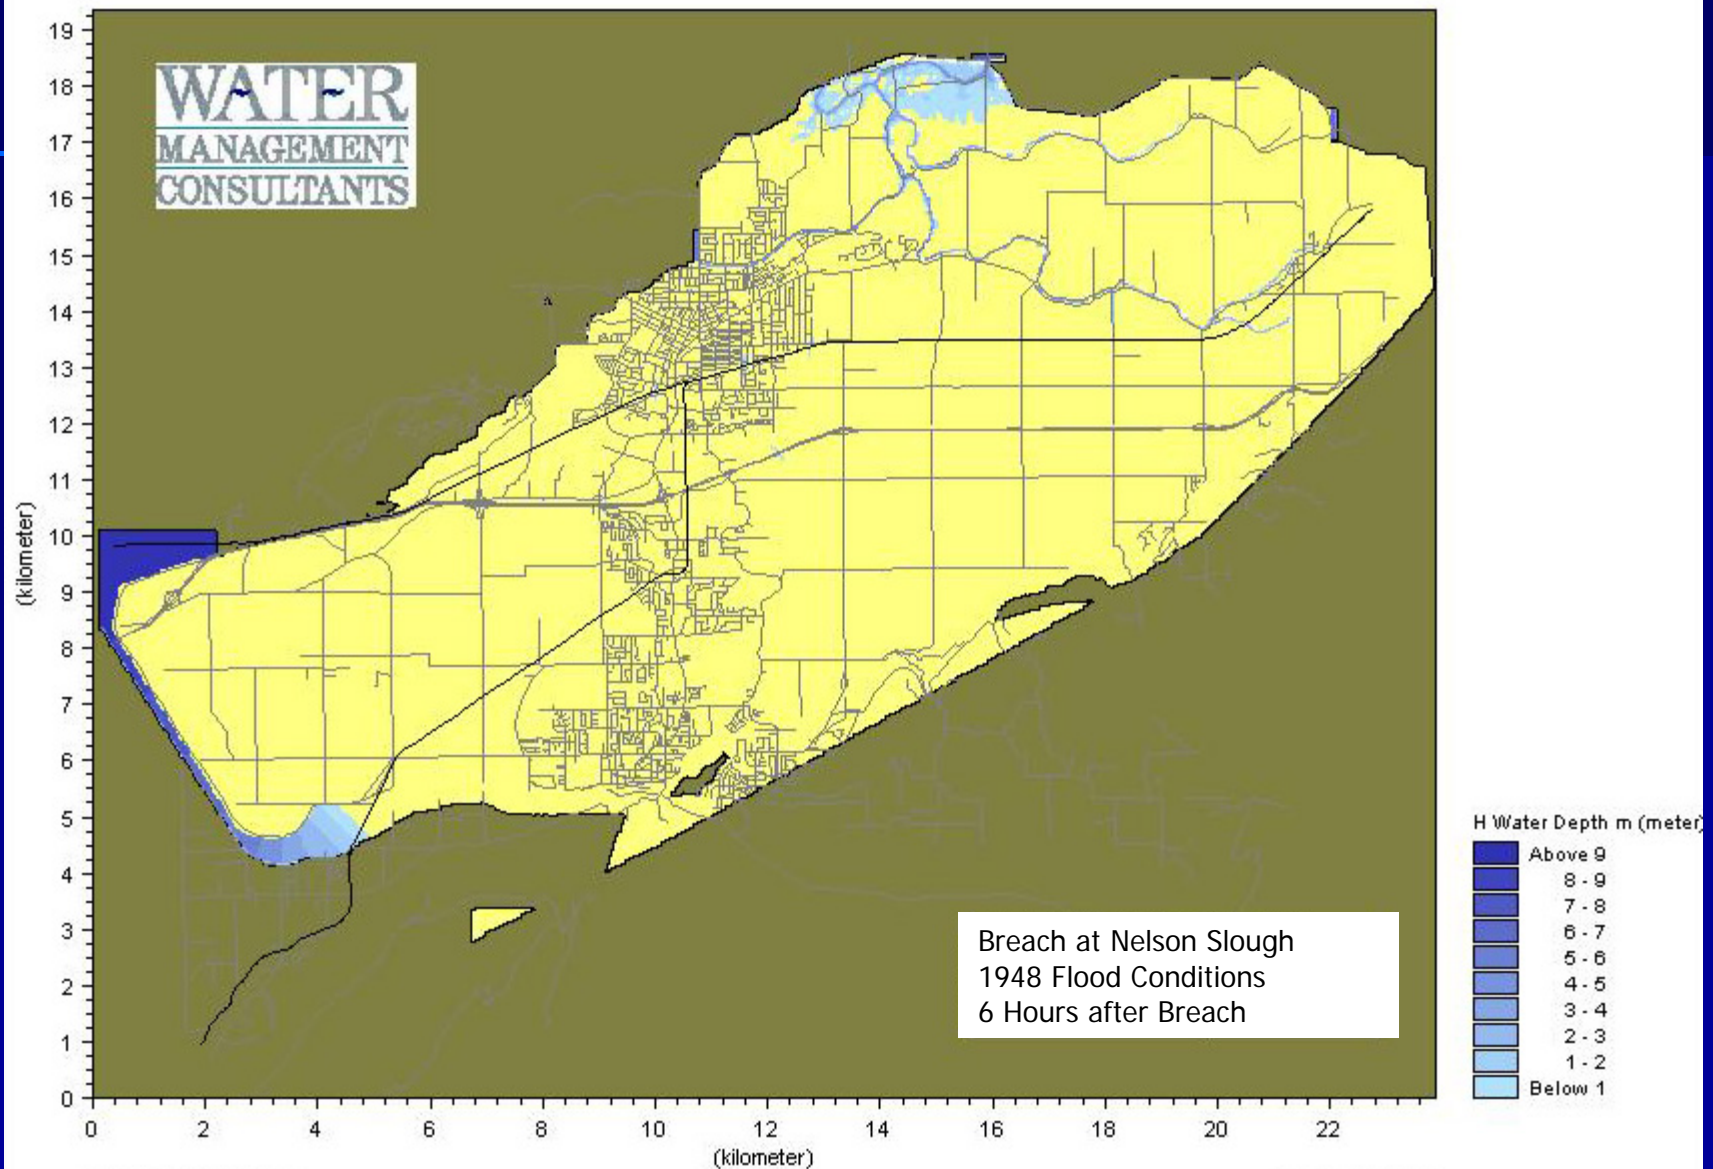 WATER
MANAGEMENT
CONSULTANTS
19
18
17
16
15
14
13
12
11
10
9
8
7
6
5
4
3
2
1
0
(kilometer)
0 2 4 6 8 10 12 14 16 18 20 22
(kilometer)
Breach at Nelson Slough
1948 Flood Conditions
6 Hours after Breach
H Water Depth m (meter)
Above 9
8 - 9
7 - 8
6 - 7
5 - 6
4 - 5
3 - 4
2 - 3
1 - 2
Below 1